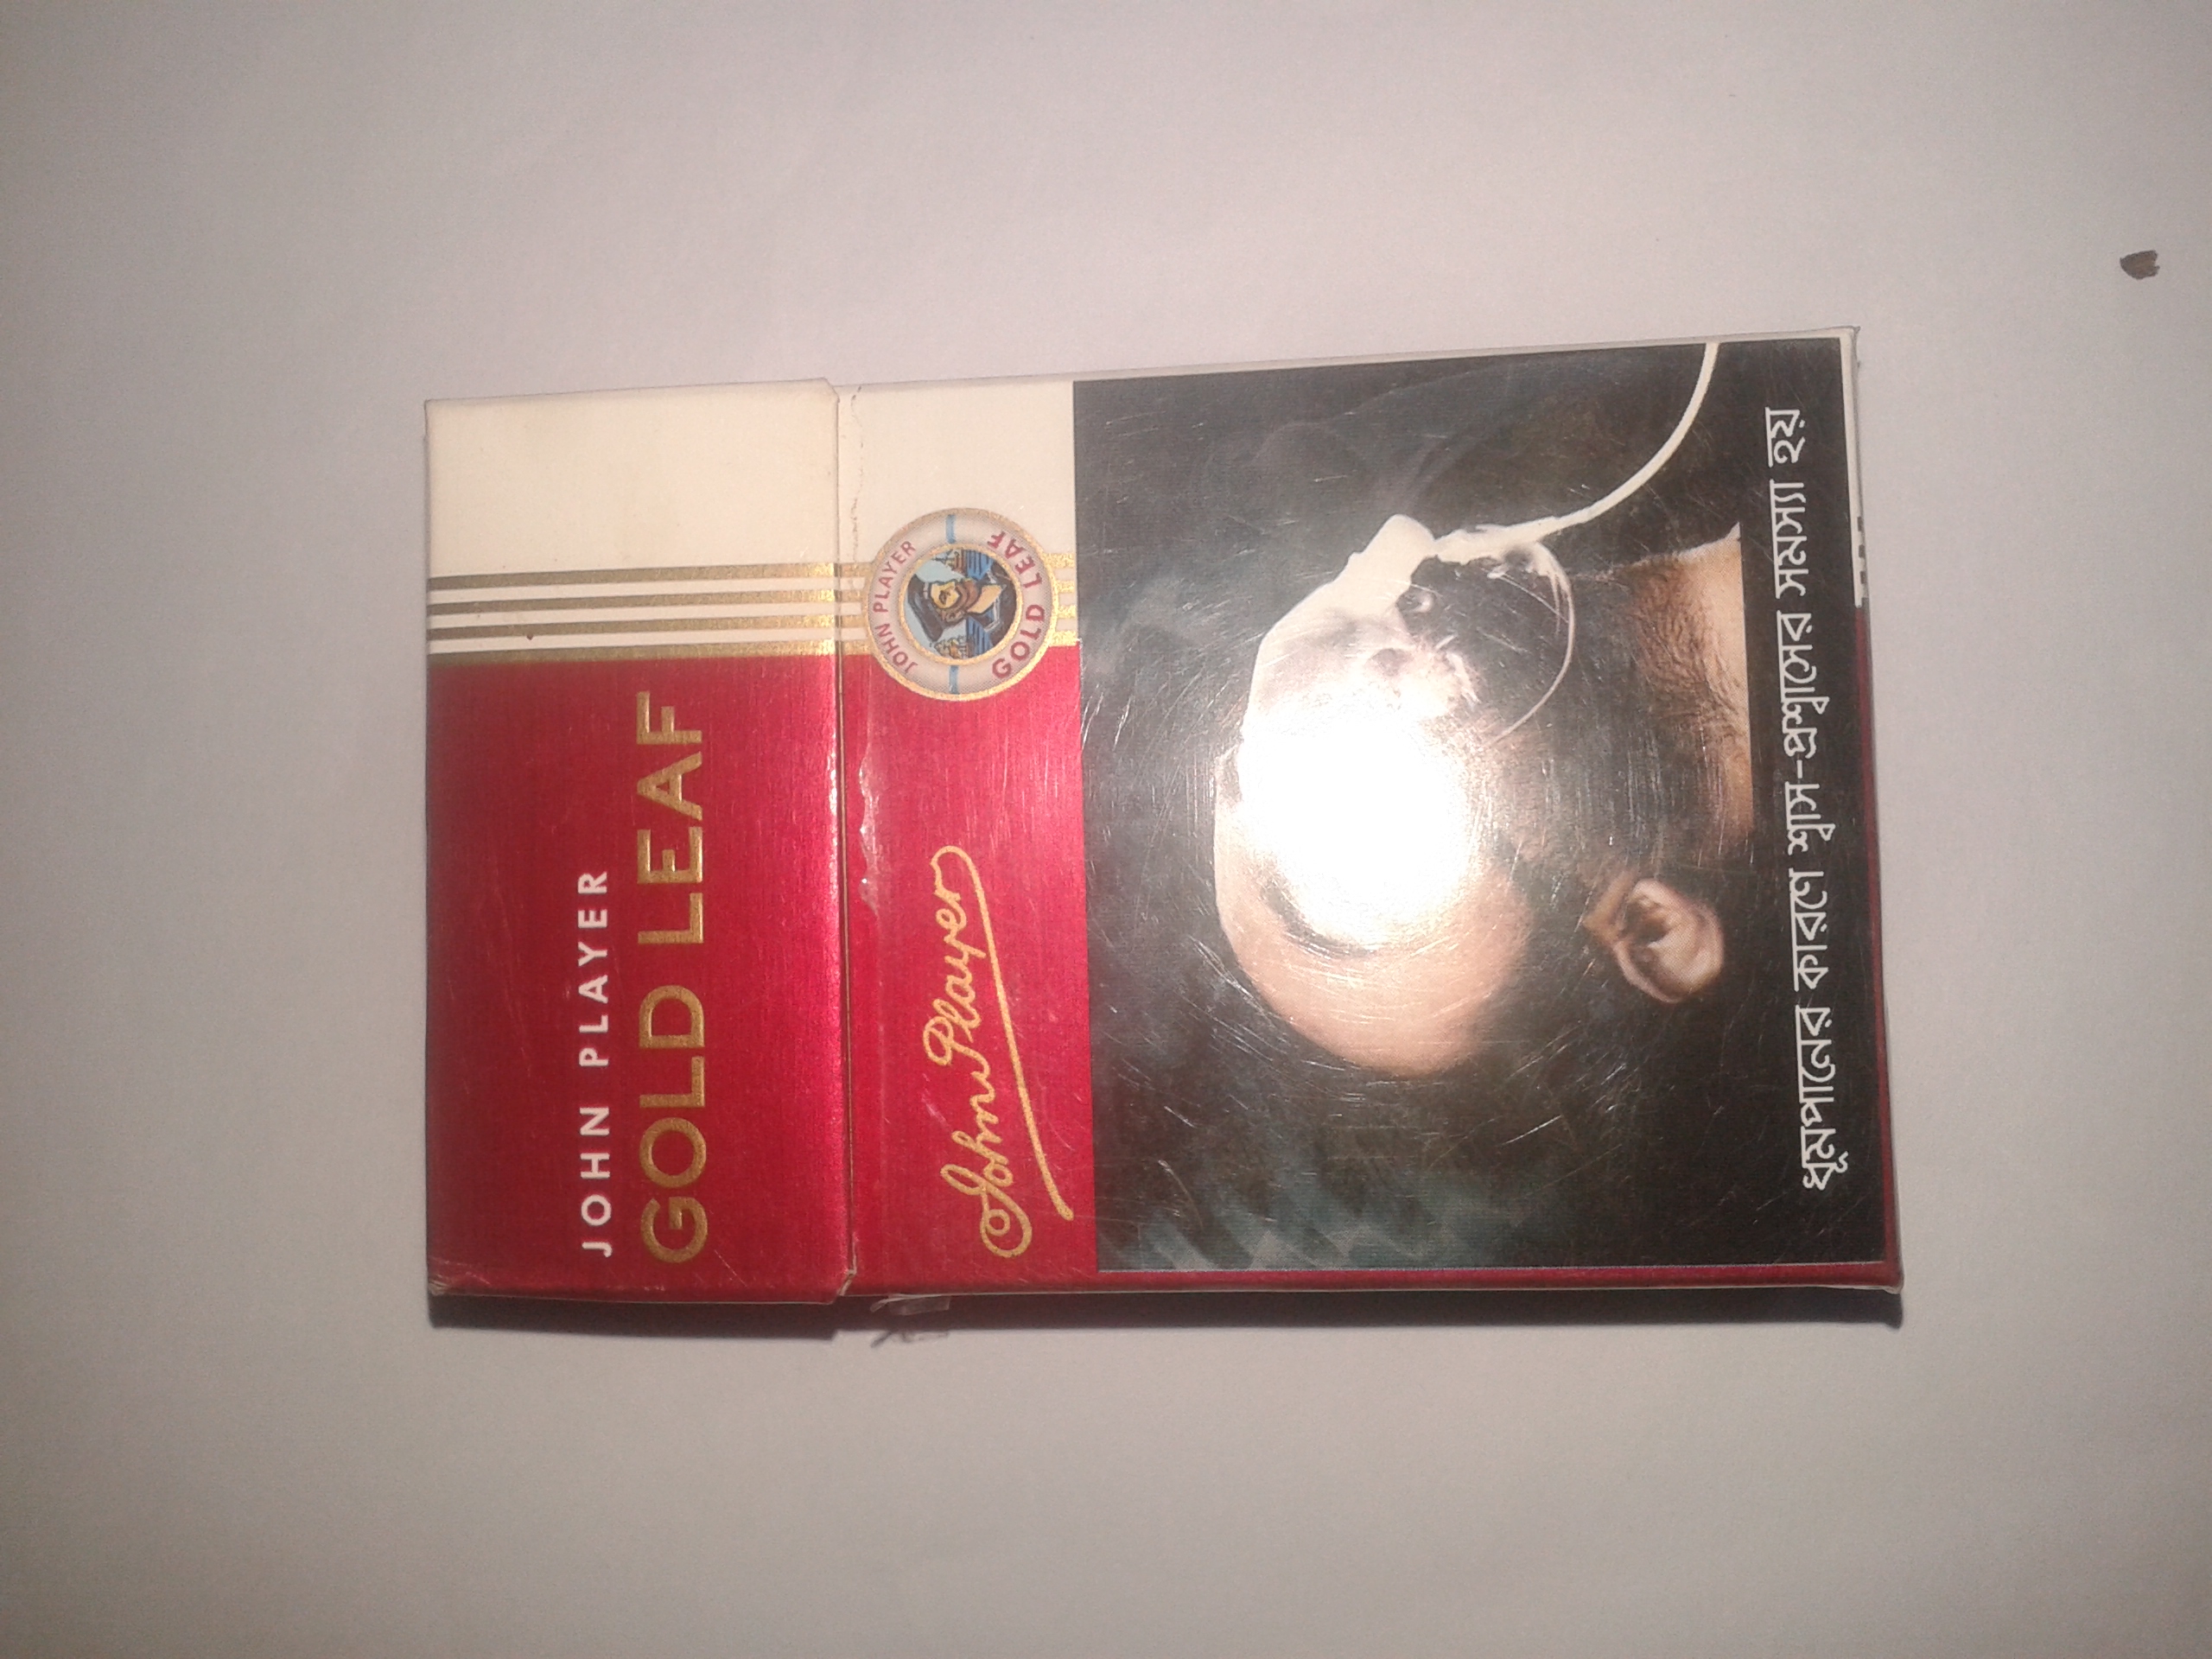 JOHN PLAYER
GOLD LEAF
JOHN PLAYER
GOLD LEAF
John Player
ধূমপানের কারণে শ্বাস-প্রশ্বাসের সমস্যা হয়